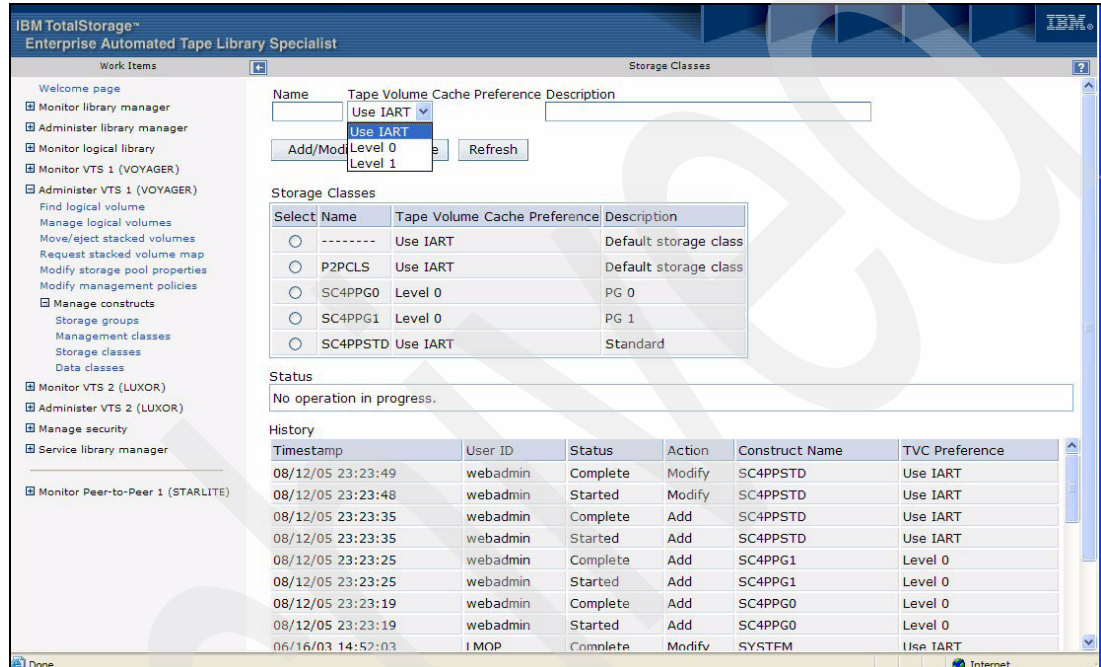 IBM TotalStorage™
Enterprise Automated Tape Library Specialist
IBM®
Work Items
Storage Classes
?
Welcome page
Monitor library manager
Administer library manager
Monitor logical library
Monitor VTS 1 (VOYAGER)
Administer VTS 1 (VOYAGER)
Find logical volume
Manage logical volumes
Move/eject stacked volumes
Request stacked volume map
Modify storage pool properties
Modify management policies
Manage constructs
Storage groups
Management classes
Storage classes
Data classes
Monitor VTS 2 (LUXOR)
Administer VTS 2 (LUXOR)
Manage security
Service library manager
Monitor Peer-to-Peer 1 (STARLITE)
Name Tape Volume Cache Preference Description
Use IART
Use IART
Level 0
Level 1
Add/Modi e Refresh
Storage Classes
Select Name Tape Volume Cache Preference Description
-------- Use IART Default storage class
P2PCLS Use IART Default storage class
SC4PPG0 Level 0 PG 0
SC4PPG1 Level 0 PG 1
SC4PPSTD Use IART Standard
Status
No operation in progress.
History
Timestamp User ID Status Action Construct Name TVC Preference
08/12/05 23:23:49 webadmin Complete Modify SC4PPSTD Use IART
08/12/05 23:23:48 webadmin Started Modify SC4PPSTD Use IART
08/12/05 23:23:35 webadmin Complete Add SC4PPSTD Use IART
08/12/05 23:23:35 webadmin Started Add SC4PPSTD Use IART
08/12/05 23:23:25 webadmin Complete Add SC4PPG1 Level 0
08/12/05 23:23:25 webadmin Started Add SC4PPG1 Level 0
08/12/05 23:23:19 webadmin Complete Add SC4PPG0 Level 0
08/12/05 23:23:19 webadmin Started Add SC4PPG0 Level 0
06/16/03 14:52:03 LMOP Complete Modify SYSTEM Use IART
Done
Internet